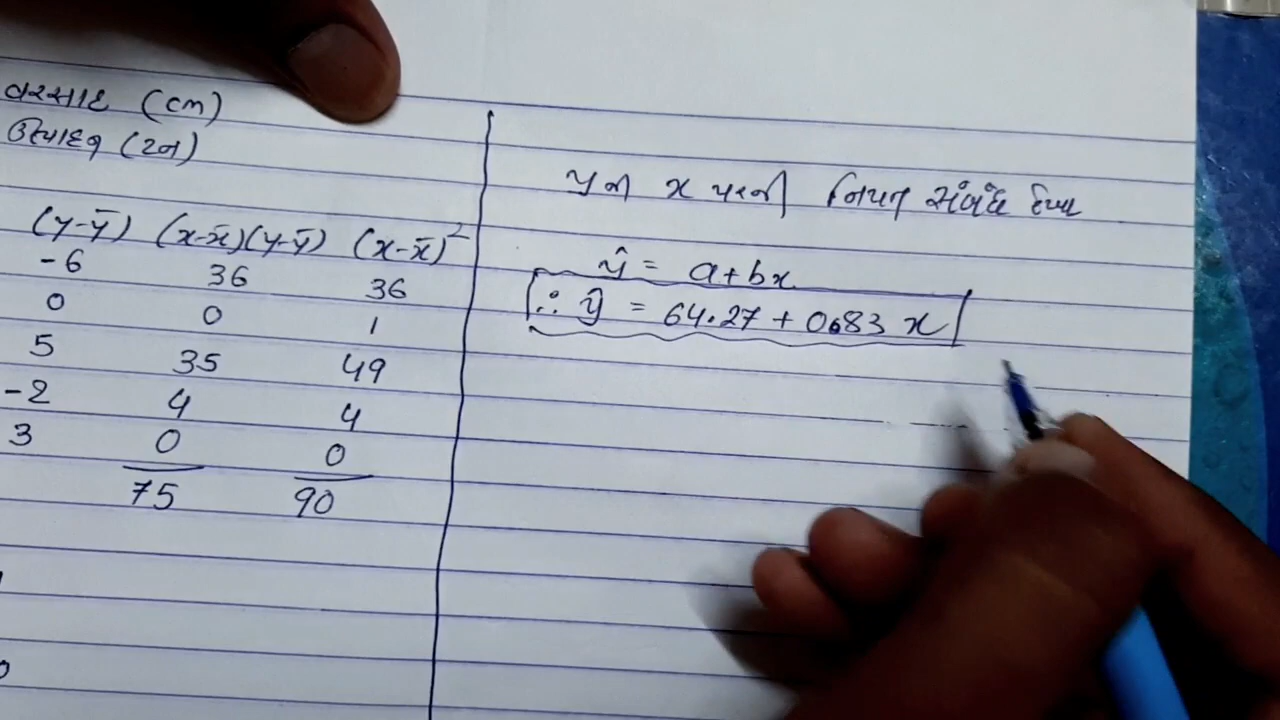 વરસાદ (cm)
ઉત્પાદન (ટન)
(y-ȳ) (x-x̄)(y-ȳ) (x-x̄)²
-6 36 36
0 0 1
5 35 49
-2 4 4
3 0 0
75 90
y ની x પરની નિયત સંબંધ રેખા
ŷ = a+bx
∴ ŷ = 64.27 + 0.83 x